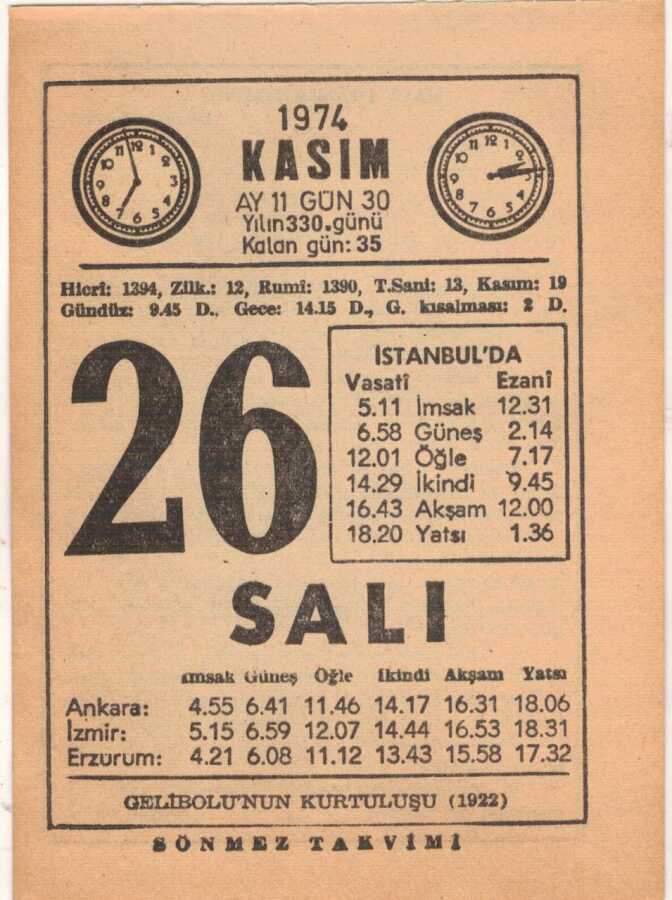 1974
KASIM
AY 11 GÜN 30
Yılın 330. günü
Kalan gün: 35
Hicrî: 1394, Zilk.: 12, Rumî: 1390, T.Sani: 13, Kasım: 19
Gündüz: 9.45 D., Gece: 14.15 D., G. kısalması: 2 D.
26
İSTANBUL'DA
Vasatî Ezanî
5.11 İmsak 12.31
6.58 Güneş 2.14
12.01 Öğle 7.17
14.29 İkindi 9.45
16.43 Akşam 12.00
18.20 Yatsı 1.36
SALI
imsak Güneş Öğle İkindi Akşam Yatsı
Ankara: 4.55 6.41 11.46 14.17 16.31 18.06
İzmir: 5.15 6.59 12.07 14.44 16.53 18.31
Erzurum: 4.21 6.08 11.12 13.43 15.58 17.32
GELİBOLU'NUN KURTULUŞU (1922)
SÖNMEZ TAKVİMİ